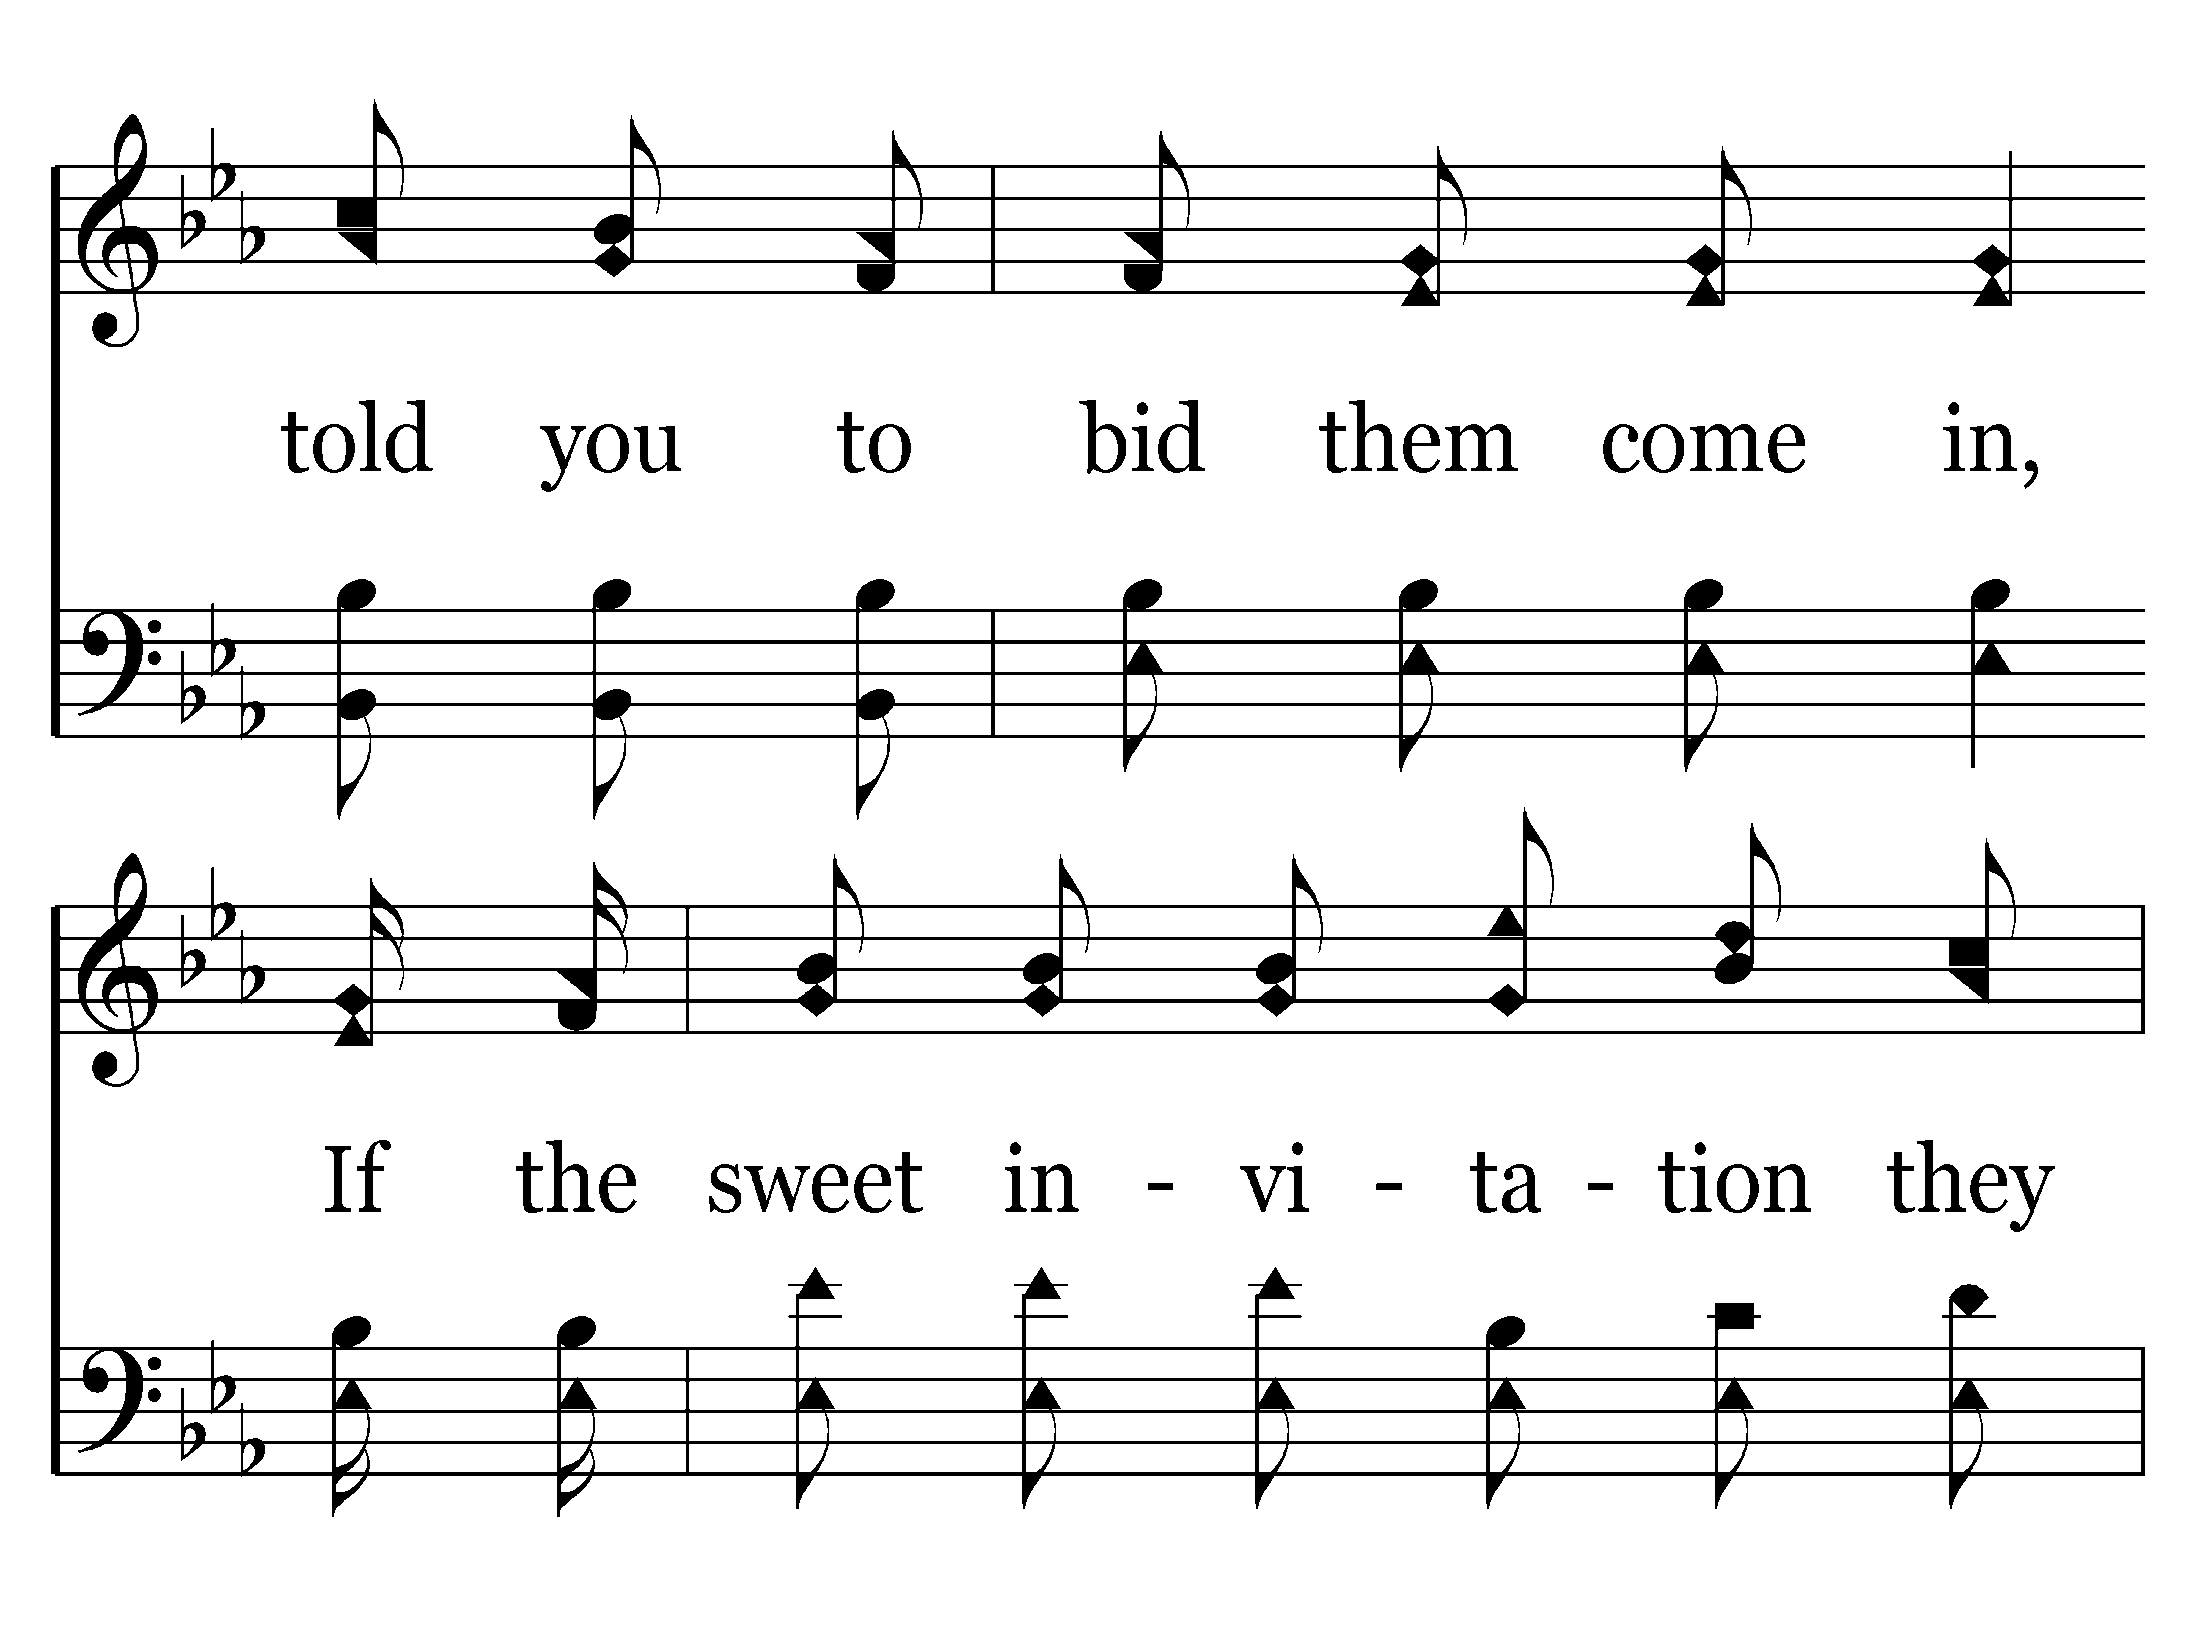 told you to bid them come in,
If the sweet in - vi - ta - tion they